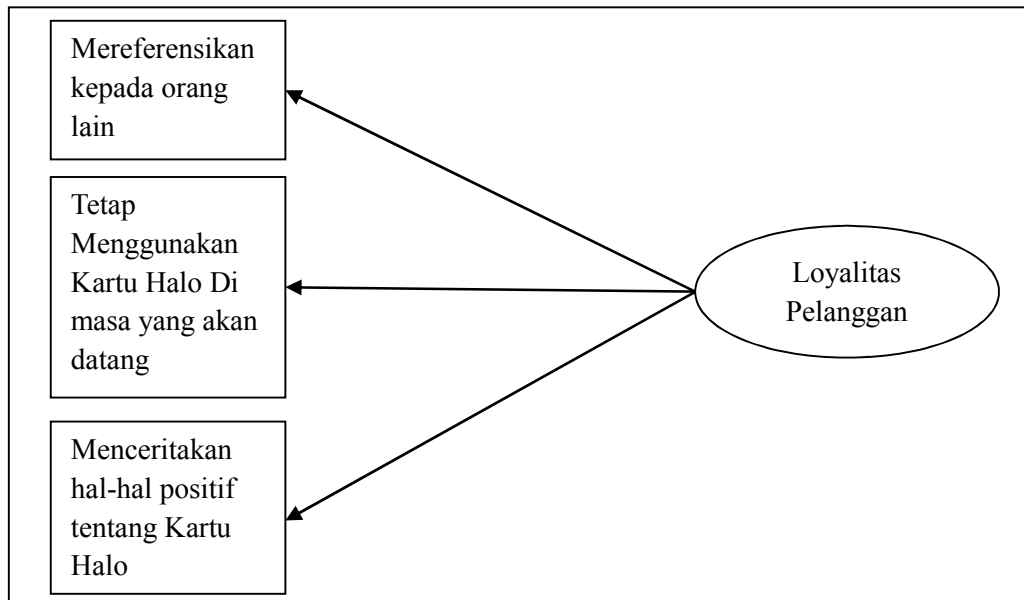 Mereferensikan
kepada orang
lain
Tetap
Menggunakan
Kartu Halo Di
masa yang akan
datang
Menceritakan
hal-hal positif
tentang Kartu
Halo
Loyalitas
Pelanggan